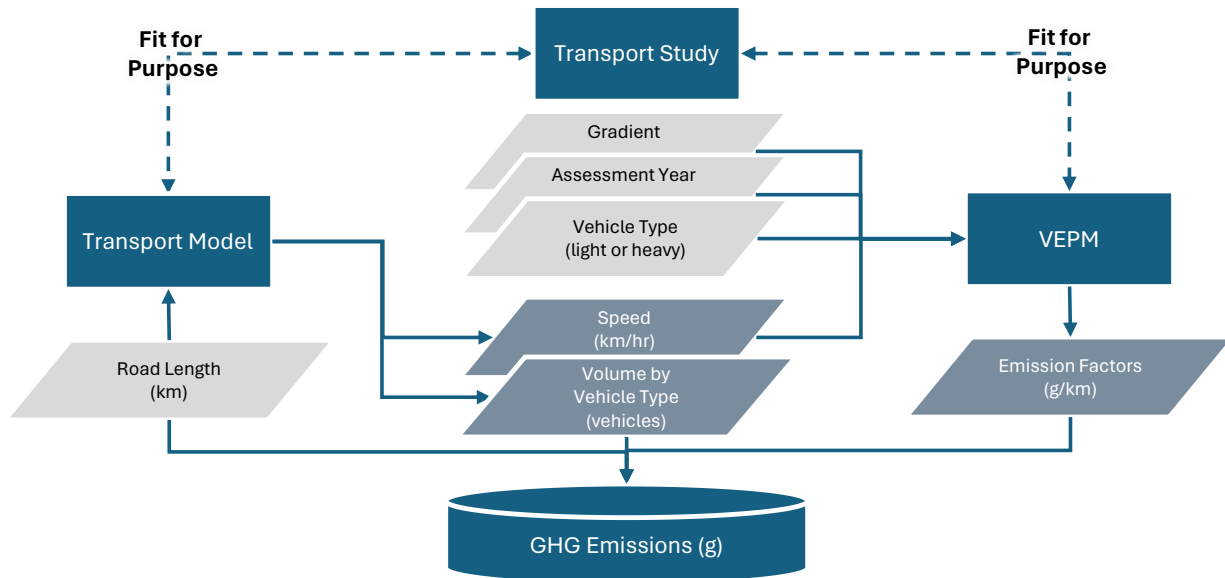 Fit for
Purpose
Transport Study
Fit for
Purpose
Gradient
Assessment Year
Vehicle Type
(light or heavy)
Transport Model
VEPM
Speed
(km/hr)
Road Length
(km)
Volume by
Vehicle Type
(vehicles)
Emission Factors
(g/km)
GHG Emissions (g)